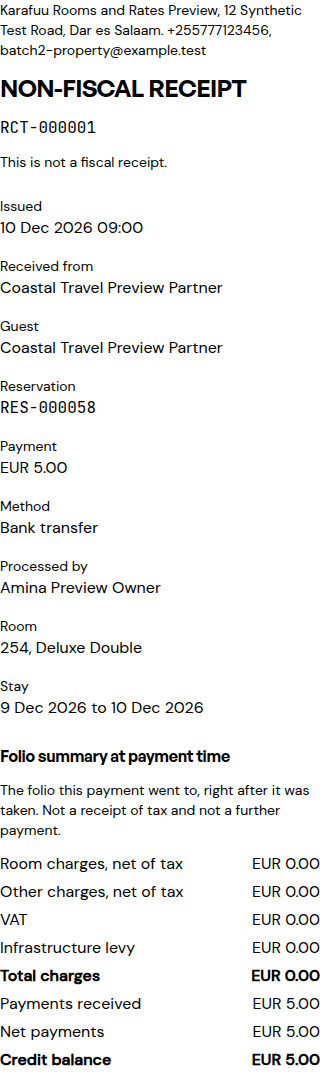 Karafuu Rooms and Rates Preview, 12 Synthetic
Test Road, Dar es Salaam. +255777123456,
batch2-property@example.test
NON-FISCAL RECEIPT
RCT-000001
This is not a fiscal receipt.
Issued
10 Dec 2026 09:00
Received from
Coastal Travel Preview Partner
Guest
Coastal Travel Preview Partner
Reservation
RES-000058
Payment
EUR 5.00
Method
Bank transfer
Processed by
Amina Preview Owner
Room
254, Deluxe Double
Stay
9 Dec 2026 to 10 Dec 2026
Folio summary at payment time
The folio this payment went to, right after it was
taken. Not a receipt of tax and not a further
payment.
Room charges, net of tax EUR 0.00
Other charges, net of tax EUR 0.00
VAT EUR 0.00
Infrastructure levy EUR 0.00
Total charges EUR 0.00
Payments received EUR 5.00
Net payments EUR 5.00
Credit balance EUR 5.00